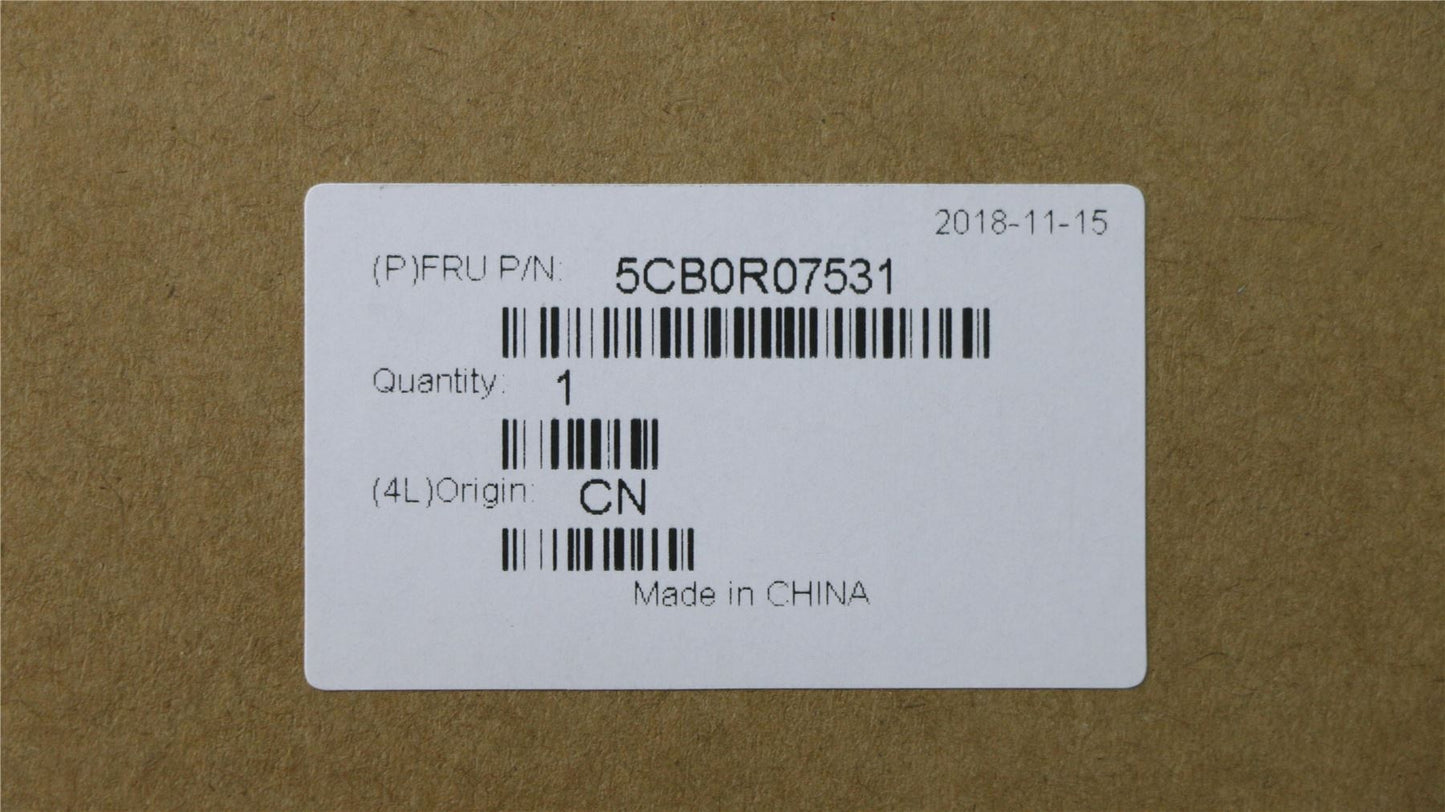 2018-11-15
(P)FRU P/N: 5CB0R07531
Quantity: 1
(4L)Origin: CN
Made in CHINA